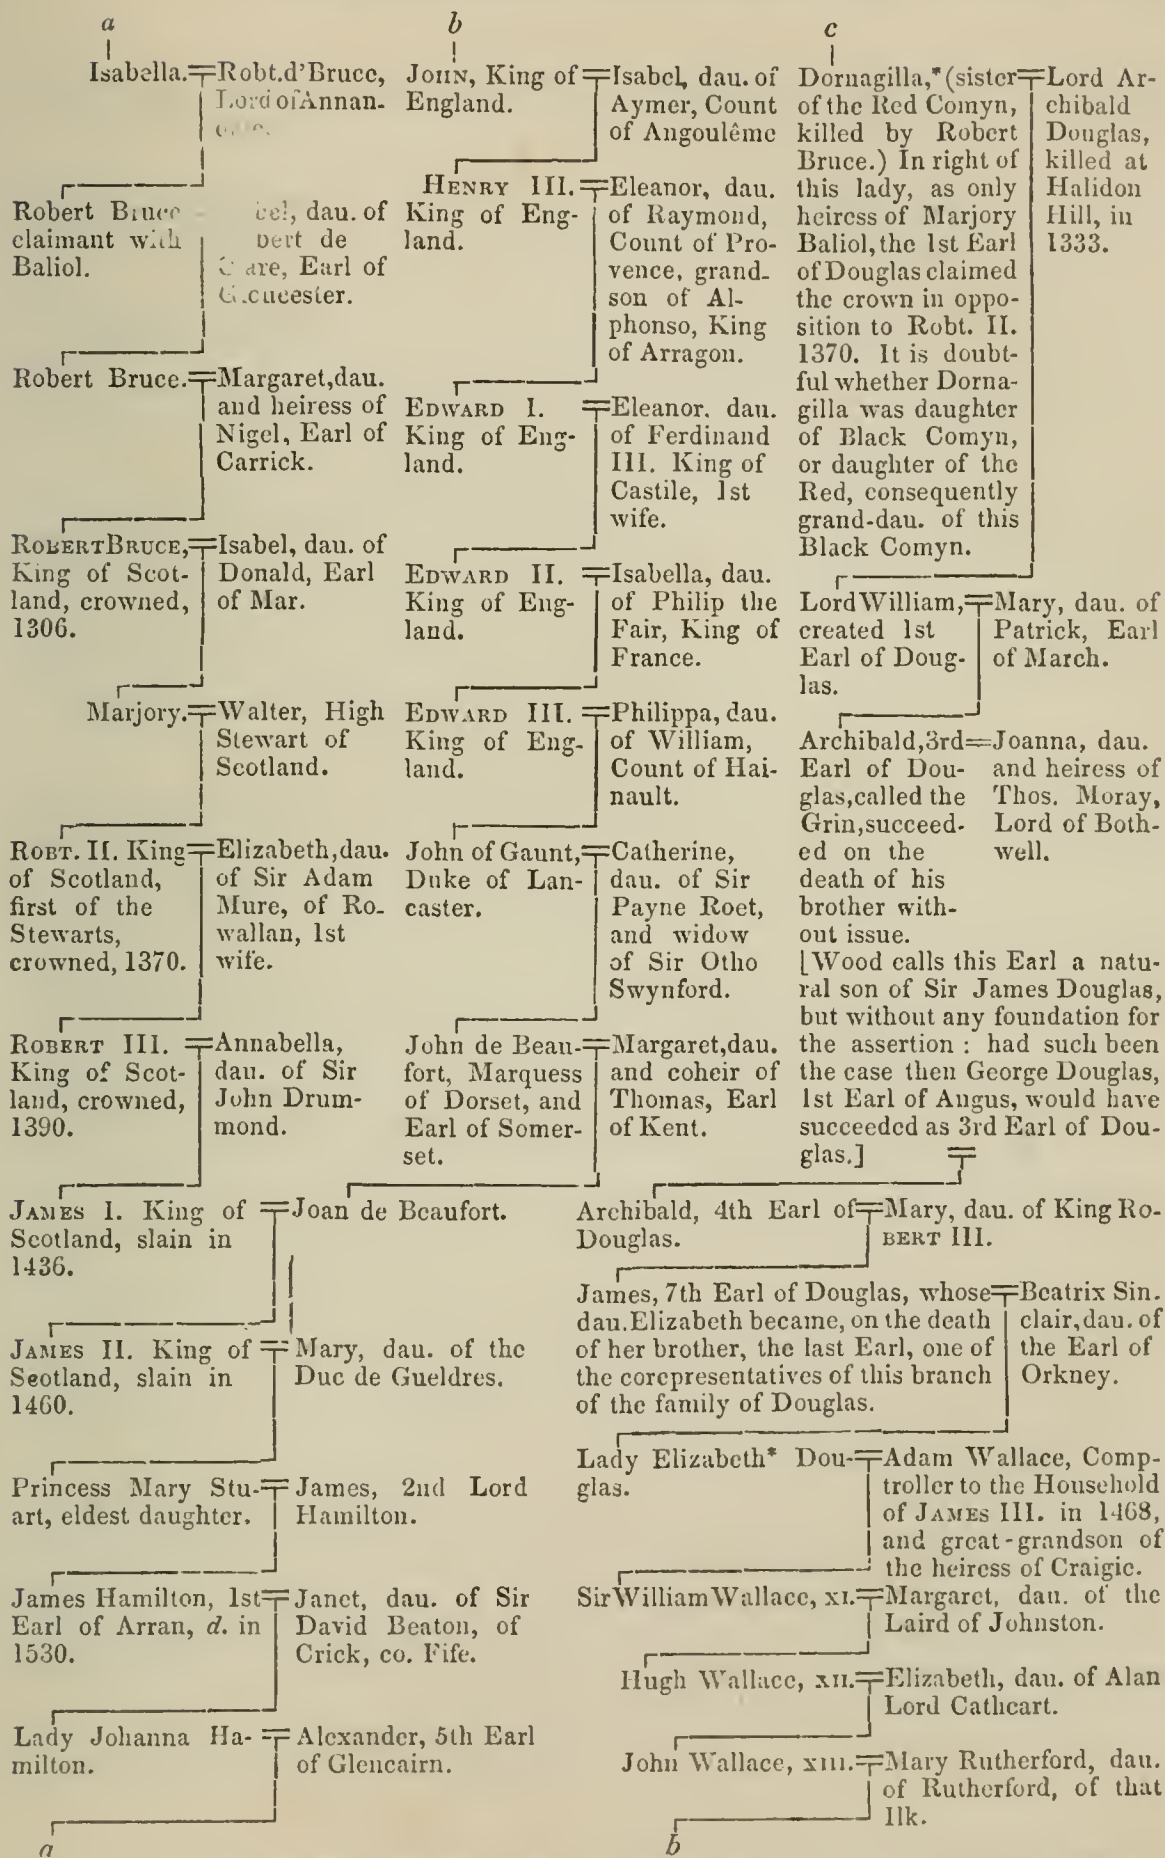 a
Isabella.
Robt.d'Bruce,
Lord of Annan-
Robert Bruce
claimant with
Baliol.
dau. of
de
Earl of
Robert Bruce.
Margaret,dau.
and heiress of
Nigel, Earl of
Carrick.
ROBERT BRUCE,
King of Scot-
land, crowned,
1306.
Isabel, dau. of
Donald, Earl
of Mar.
Marjory.
Walter, High
Stewart of
Scotland.
ROBT. II. King
of Scotland,
first of the
Stewarts,
crowned, 1370.
Elizabeth,dau.
of Sir Adam
Mure, of Ro-
wallan, 1st
wife.
ROBERT III.
King of Scot-
land, crowned,
1390.
Annabella,
dau. of Sir
John Drum-
mond.
b
JOHN, King of
England.
Isabel, dau. of
Aymer, Count
of Angoulême
HENRY III.
King of Eng-
land.
Eleanor, dau.
of Raymond,
Count of Pro-
vence, grand-
son of Al-
phonso, King
of Arragon.
EDWARD I.
King of Eng-
land.
Eleanor, dau.
of Ferdinand
III. King of
Castile, 1st
wife.
EDWARD II.
King of Eng-
land.
Isabella, dau.
of Philip the
Fair, King of
France.
EDWARD III.
King of Eng-
land.
Philippa, dau.
of William,
Count of Hai-
nault.
John of Gaunt,
Duke of Lan-
caster.
Catherine,
dau. of Sir
Payne Roet,
and widow
of Sir Otho
Swynford.
John de Beau-
fort, Marquess
of Dorset, and
Earl of Somer-
set.
Margaret,dau.
and coheir of
Thomas, Earl
of Kent.
c
Dornagilla,* (sister
of the Red Comyn,
killed by Robert
Bruce.) In right of
this lady, as only
heiress of Marjory
Baliol, the 1st Earl
of Douglas claimed
the crown in oppo-
sition to Robt. II.
1370. It is doubt-
ful whether Dorna-
gilla was daughter
of Black Comyn,
or daughter of the
Red, consequently
grand-dau. of this
Black Comyn.
Lord Ar-
chibald
Douglas,
killed at
Halidon
Hill, in
1333.
Lord William,
created 1st
Earl of Doug-
las.
Mary, dau. of
Patrick, Earl
of March.
Archibald, 3rd
Earl of Dou-
glas, called the
Grin, succeed-
ed on the
death of his
brother with-
out issue.
Joanna, dau.
and heiress of
Thos. Moray,
Lord of Both-
well.
[Wood calls this Earl a natu-
ral son of Sir James Douglas,
but without any foundation for
the assertion : had such been
the case then George Douglas,
1st Earl of Angus, would have
succeeded as 3rd Earl of Dou-
glas.]
JAMES I. King of
Scotland, slain in
1436.
Joan de Beaufort.
JAMES II. King of
Scotland, slain in
1460.
Mary, dau. of the
Duc de Gueldres.
Princess Mary Stu-
art, eldest daughter.
James, 2nd Lord
Hamilton.
James Hamilton, 1st
Earl of Arran, d. in
1530.
Janet, dau. of Sir
David Beaton, of
Crick, co. Fife.
Lady Johanna Ha-
milton.
Alexander, 5th Earl
of Glencairn.
a
Archibald, 4th Earl of
Douglas.
Mary, dau. of King RO-
BERT III.
James, 7th Earl of Douglas, whose
dau. Elizabeth became, on the death
of her brother, the last Earl, one of
the corepresentatives of this branch
of the family of Douglas.
Beatrix Sin-
clair, dau. of
the Earl of
Orkney.
Lady Elizabeth* Dou-
glas.
Adam Wallace, Comp-
troller to the Household
of JAMES III. in 1468,
and great-grandson of
the heiress of Craigie.
Sir William Wallace, XI.
Margaret, dau. of the
Laird of Johnston.
Hugh Wallace, XII.
Elizabeth, dau. of Alan
Lord Cathcart.
John Wallace, XIII.
Mary Rutherford, dau.
of Rutherford, of that
Ilk.
b